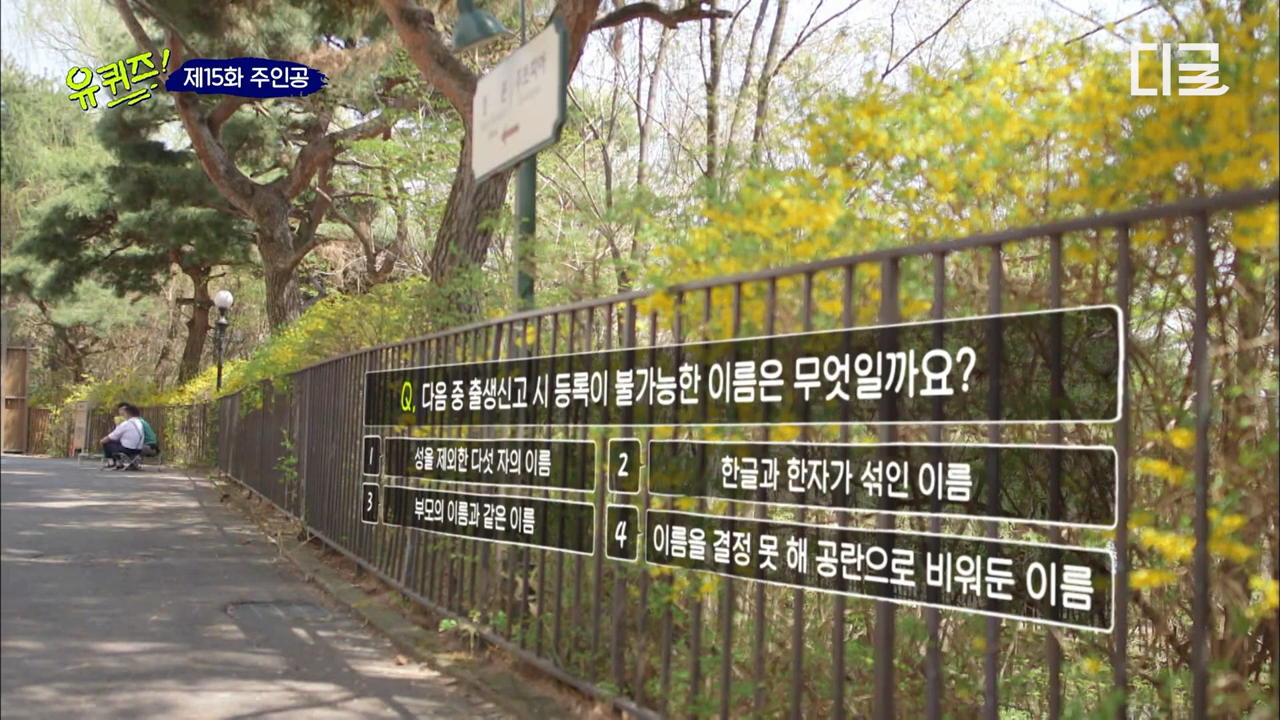 유퀴즈!
제15화 주인공
디글
Q. 다음 중 출생신고 시 등록이 불가능한 이름은 무엇일까요?
1 성을 제외한 다섯 자의 이름
2 한글과 한자가 섞인 이름
3 부모의 이름과 같은 이름
4 이름을 결정 못 해 공란으로 비워둔 이름